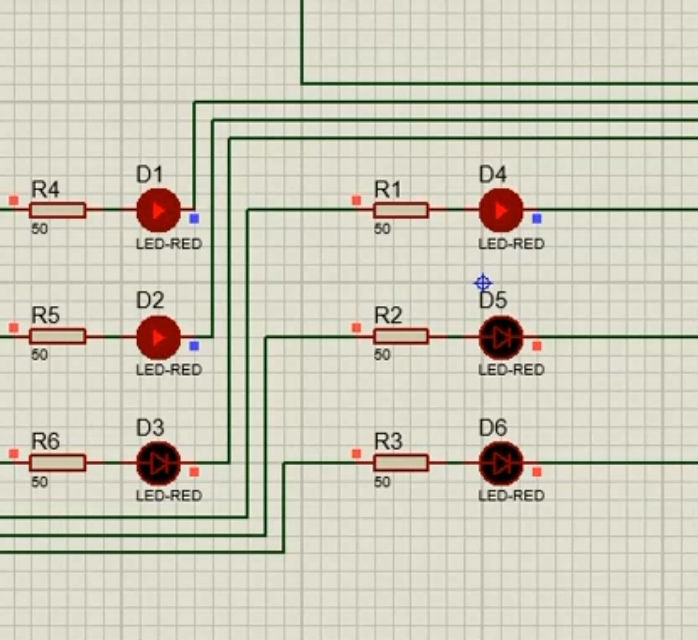 D1
R4
50
LED-RED
D4
R1
50
LED-RED
D2
R5
50
LED-RED
D5
R2
50
LED-RED
D3
R6
50
LED-RED
D6
R3
50
LED-RED